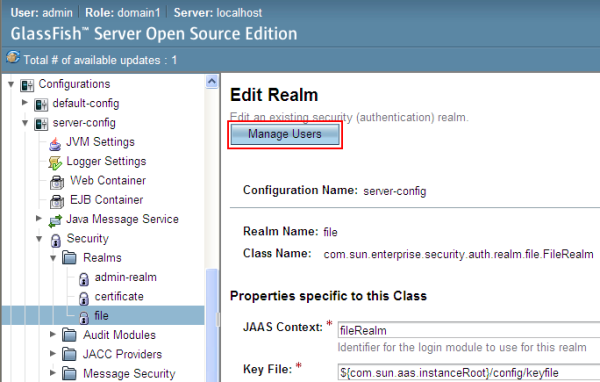 User: admin Role: domain1 Server: localhost
GlassFish™ Server Open Source Edition
Total # of available updates : 1
Configurations
default-config
server-config
JVM Settings
Logger Settings
Web Container
EJB Container
Java Message Service
Security
Realms
admin-realm
certificate
file
Audit Modules
JACC Providers
Message Security
Edit Realm
Edit an existing security (authentication) realm.
Manage Users
Configuration Name: server-config
Realm Name: file
Class Name: com.sun.enterprise.security.auth.realm.file.FileRealm
Properties specific to this Class
JAAS Context: * fileRealm
Identifier for the login module to use for this realm
Key File: * ${com.sun.aas.instanceRoot}/config/keyfile